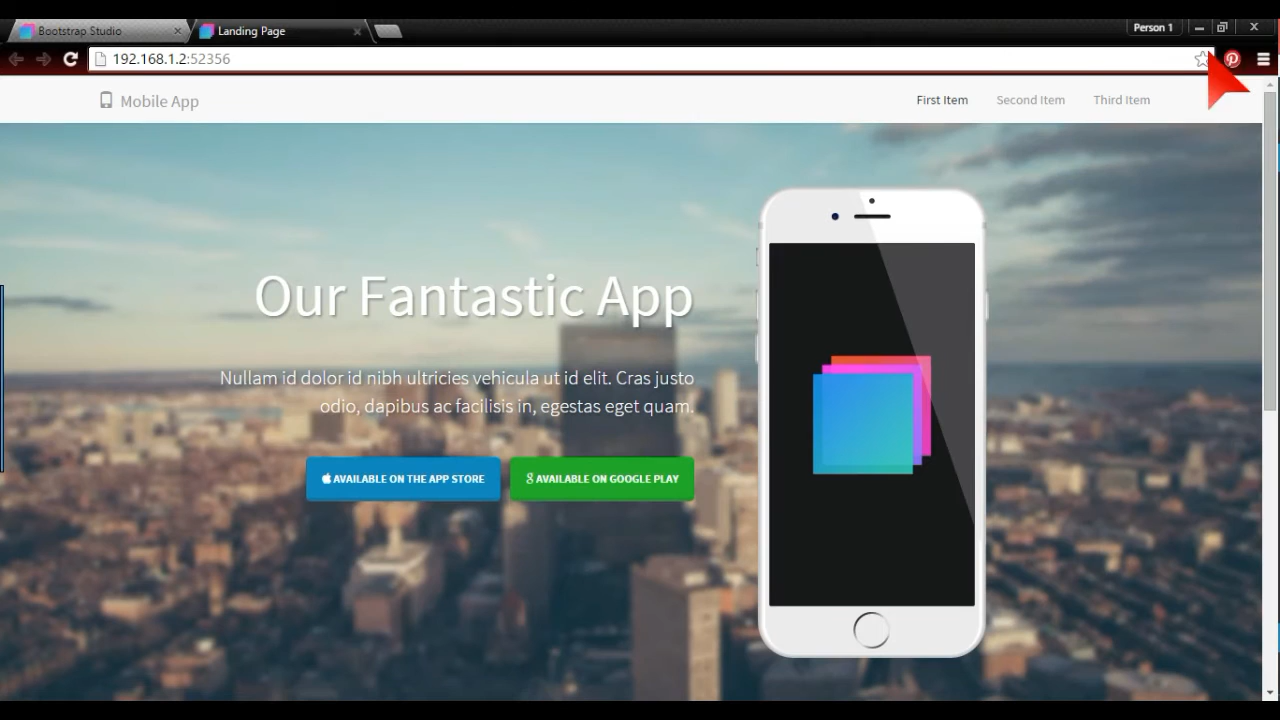 Bootstrap Studio
Landing Page
Person 1
192.168.1.2:52356
Mobile App
First Item
Second Item
Third Item
Our Fantastic App
Nullam id dolor id nibh ultricies vehicula ut id elit. Cras justo
odio, dapibus ac facilisis in, egestas eget quam.
AVAILABLE ON THE APP STORE
AVAILABLE ON GOOGLE PLAY